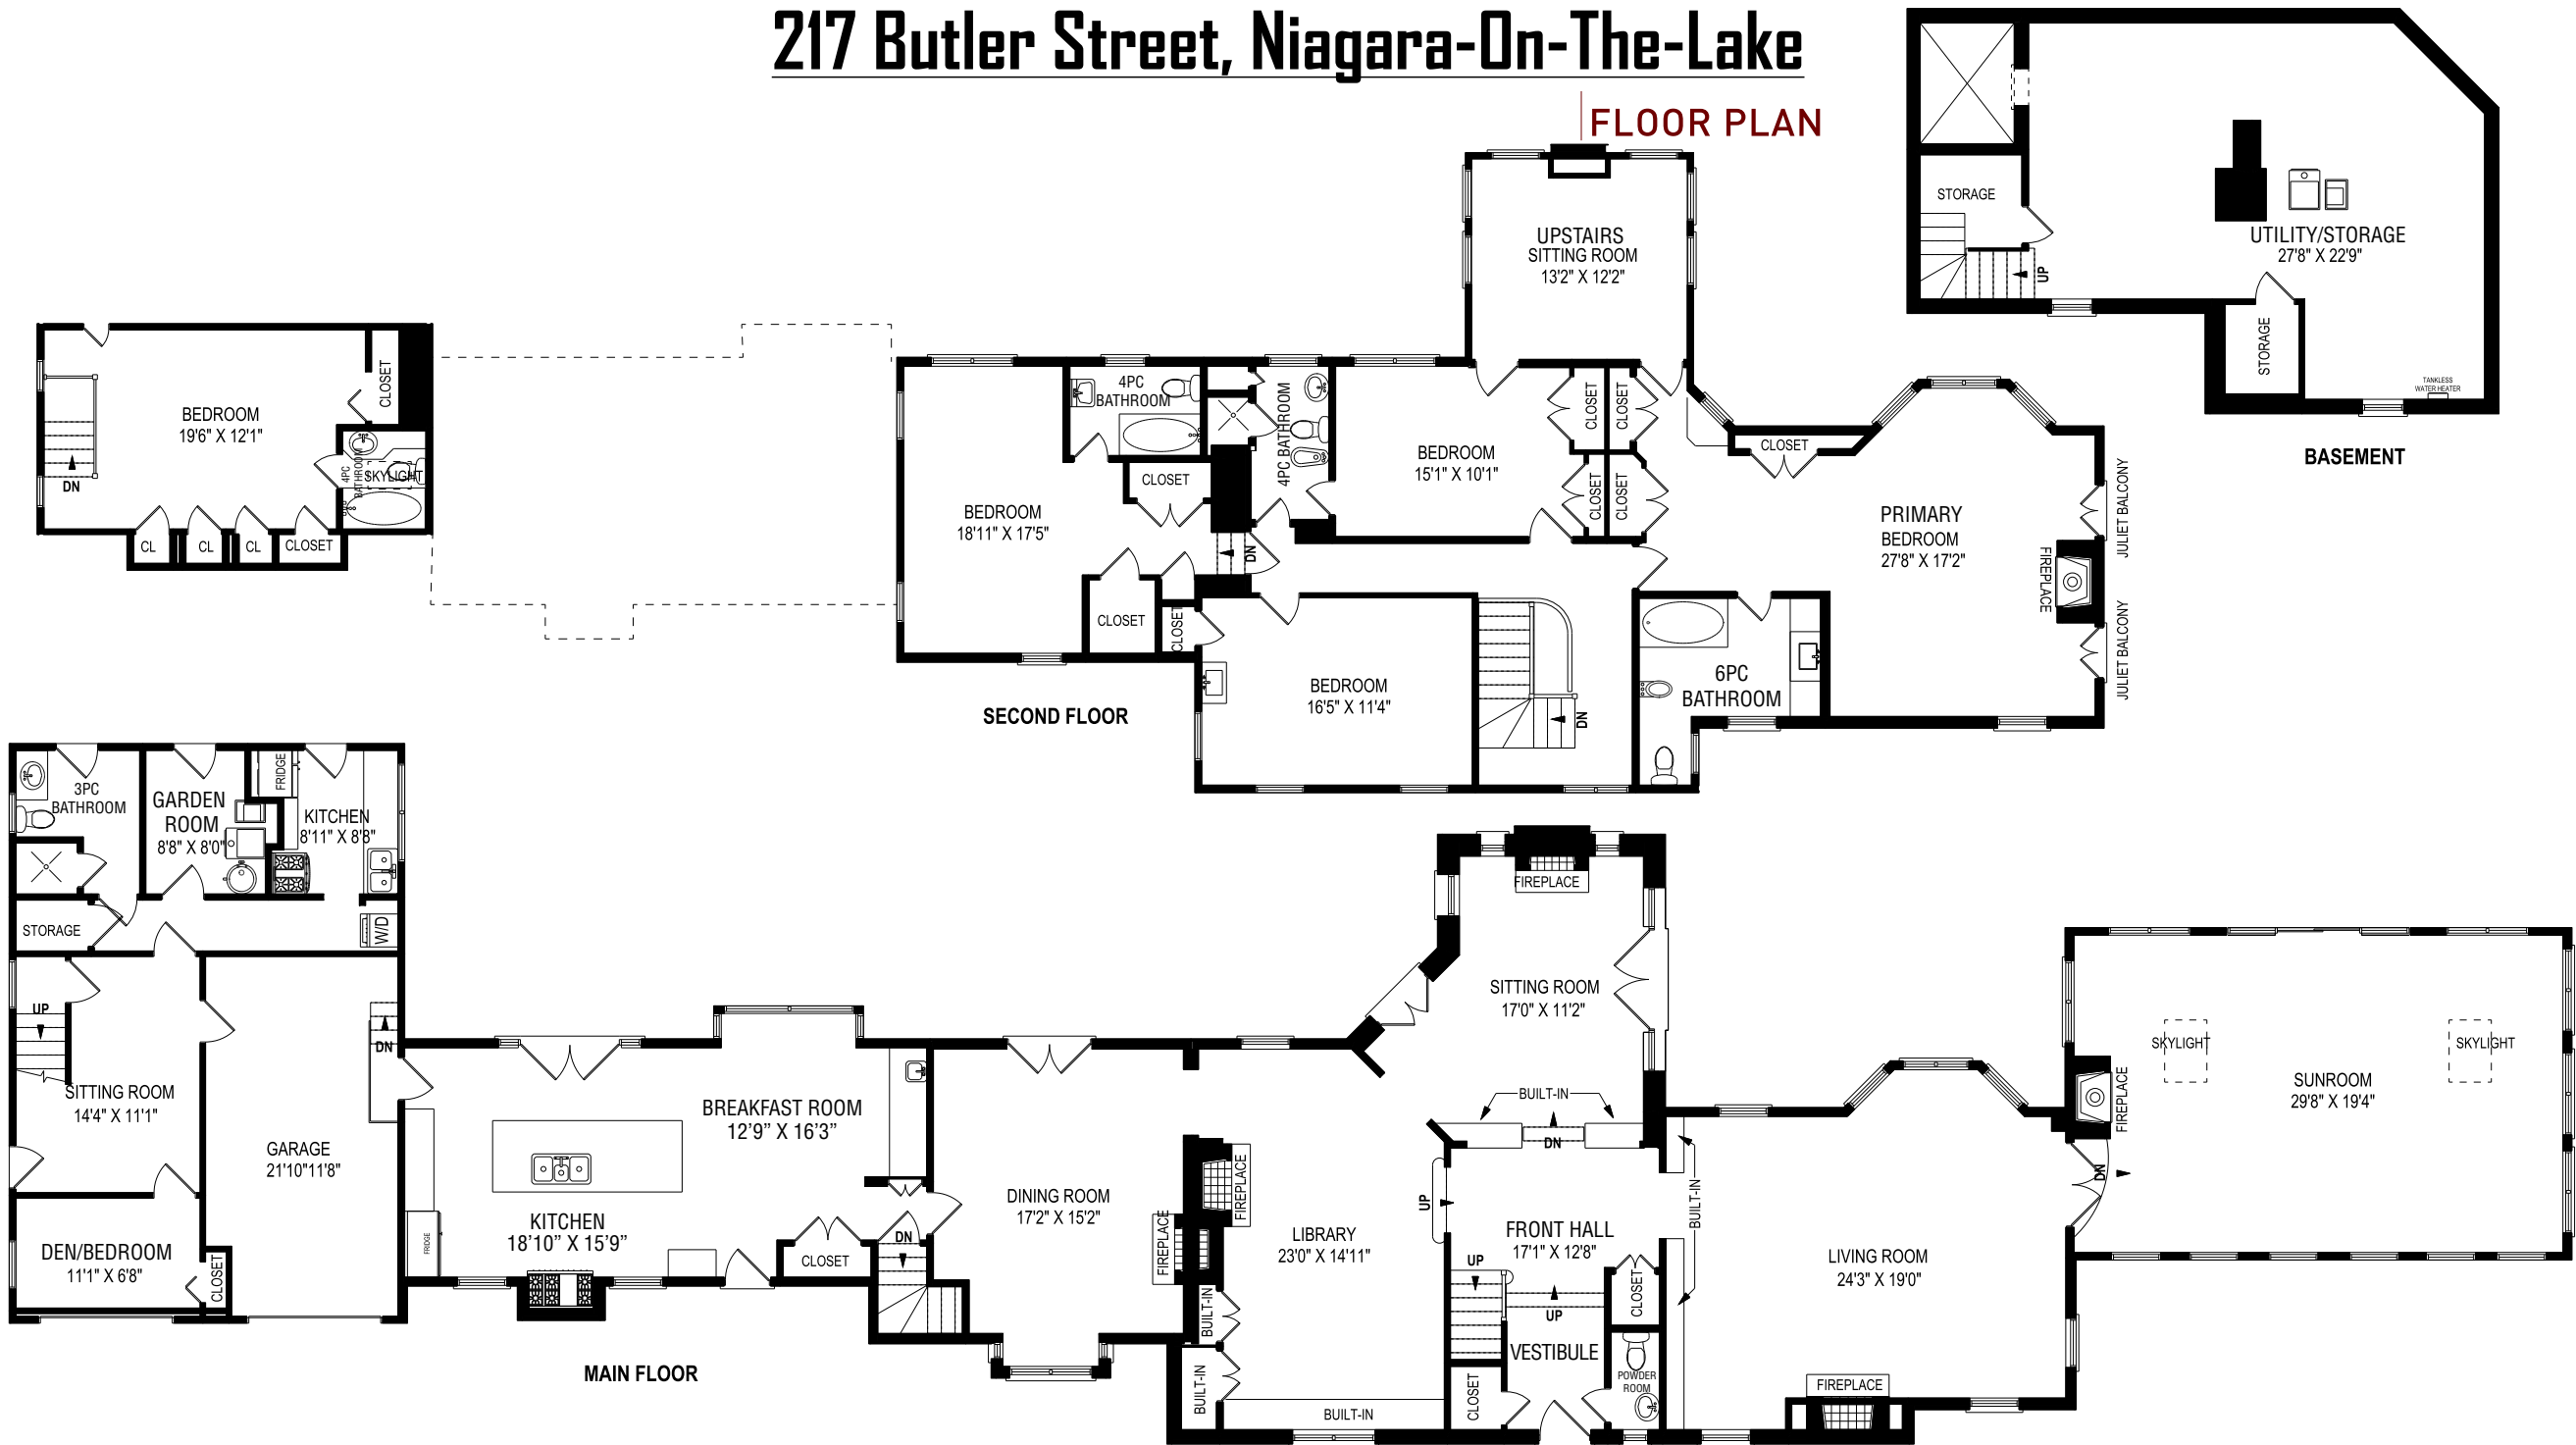 217 Butler Street, Niagara-On-The-Lake
FLOOR PLAN
STORAGE
UP
UTILITY/STORAGE
27'8" X 22'9"
STORAGE
TANKLESS
WATER HEATER
BASEMENT
UPSTAIRS
SITTING ROOM
13'2" X 12'2"
BEDROOM
19'6" X 12'1"
CLOSET
DN
4PC
BATHROOM
SKYLIGHT
CL
CL
CL
CLOSET
4PC
BATHROOM
4PC BATHROOM
CLOSET
BEDROOM
18'11" X 17'5"
DN
CLOSET
CLOSET
BEDROOM
15'1" X 10'1"
CLOSET
CLOSET
CLOSET
CLOSET
CLOSET
PRIMARY
BEDROOM
27'8" X 17'2"
FIREPLACE
JULIET BALCONY
JULIET BALCONY
BEDROOM
16'5" X 11'4"
DN
6PC
BATHROOM
SECOND FLOOR
3PC
BATHROOM
GARDEN
ROOM
8'8" X 8'0"
FRIDGE
KITCHEN
8'11" X 8'8"
STORAGE
W/D
UP
SITTING ROOM
14'4" X 11'1"
DN
GARAGE
21'10"11'8"
DEN/BEDROOM
11'1" X 6'8"
CLOSET
BREAKFAST ROOM
12'9" X 16'3"
KITCHEN
18'10" X 15'9"
FRIDGE
CLOSET
DN
DINING ROOM
17'2" X 15'2"
FIREPLACE
FIREPLACE
BUILT-IN
BUILT-IN
LIBRARY
23'0" X 14'11"
BUILT-IN
FIREPLACE
SITTING ROOM
17'0" X 11'2"
BUILT-IN
DN
UP
FRONT HALL
17'1" X 12'8"
UP
UP
CLOSET
VESTIBULE
CLOSET
POWDER
ROOM
BUILT-IN
LIVING ROOM
24'3" X 19'0"
FIREPLACE
SKYLIGHT
SKYLIGHT
SUNROOM
29'8" X 19'4"
FIREPLACE
DN
MAIN FLOOR